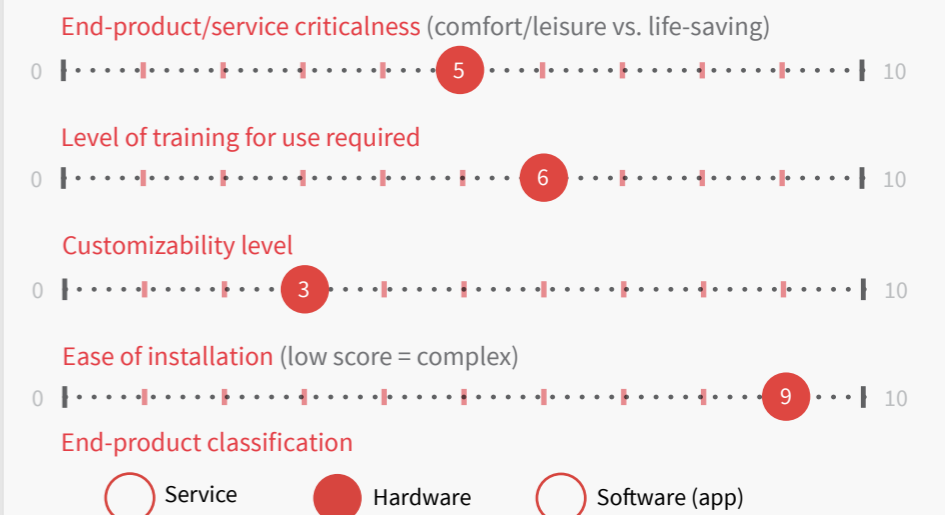 End-product/service criticalness (comfort/leisure vs. life-saving)
0 5 10
Level of training for use required
0 6 10
Customizability level
0 3 10
Ease of installation (low score = complex)
0 9 10
End-product classification
Service Hardware Software (app)